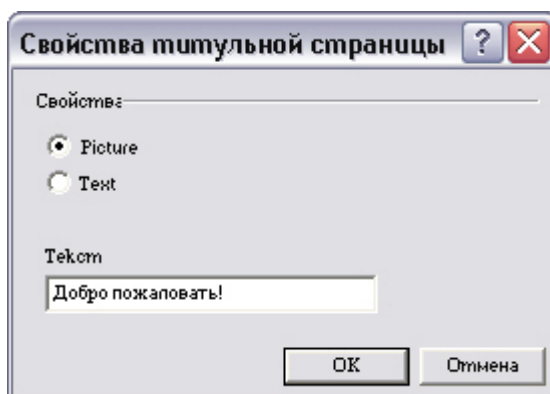 Свойства титульной страницы
Свойства
Picture
Text
Текст
Добро пожаловать!
OK
Отмена